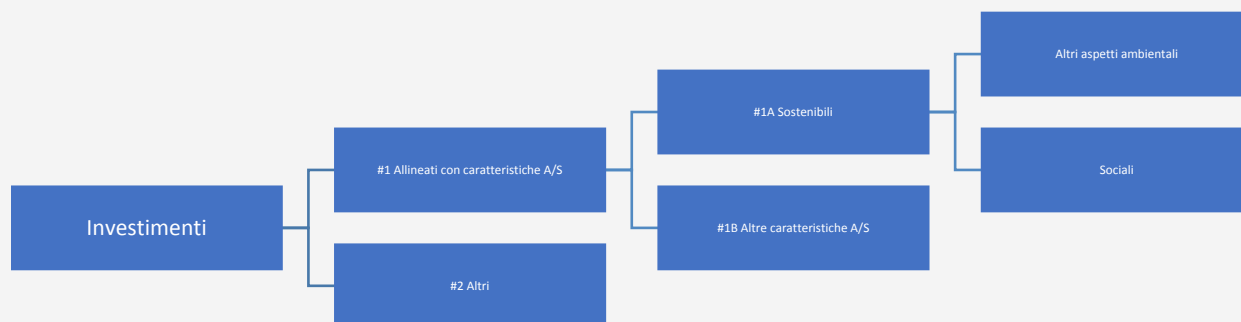 Investimenti
#1 Allineati con caratteristiche A/S
#2 Altri
#1A Sostenibili
#1B Altre caratteristiche A/S
Altri aspetti ambientali
Sociali